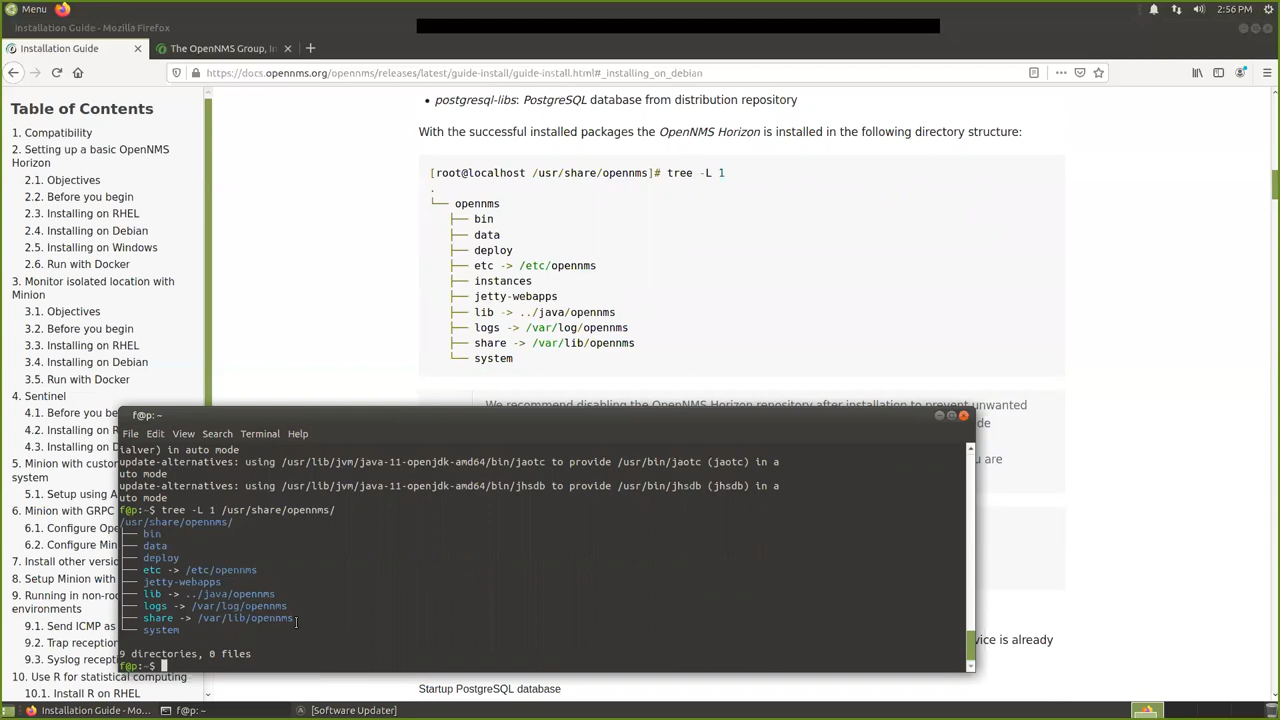 Menu
2:56 PM
Installation Guide - Mozilla Firefox
Installation Guide
The OpenNMS Group, In
https://docs.opennms.org/opennms/releases/latest/guide-install/guide-install.html#_installing_on_debian
Table of Contents
1. Compatibility
2. Setting up a basic OpenNMS
Horizon
2.1. Objectives
2.2. Before you begin
2.3. Installing on RHEL
2.4. Installing on Debian
2.5. Installing on Windows
2.6. Run with Docker
3. Monitor isolated location with
Minion
3.1. Objectives
3.2. Before you begin
3.3. Installing on RHEL
3.4. Installing on Debian
3.5. Run with Docker
4. Sentinel
4.1. Before you be
4.2. Installing on R
4.3. Installing on D
5. Minion with custom
system
5.1. Setup using A
6. Minion with GRPC
6.1. Configure Ope
6.2. Configure Min
7. Install other versio
8. Setup Minion with
9. Running in non-roo
environments
9.1. Send ICMP as
9.2. Trap reception
9.3. Syslog recept
10. Use R for statistical computing
10.1. Install R on RHEL
• postgresql-libs: PostgreSQL database from distribution repository
With the successful installed packages the OpenNMS Horizon is installed in the following directory structure:
[root@localhost /usr/share/opennms]# tree -L 1
.
└── opennms
├── bin
├── data
├── deploy
├── etc -> /etc/opennms
├── instances
├── jetty-webapps
├── lib -> ../java/opennms
├── logs -> /var/log/opennms
├── share -> /var/lib/opennms
└── system
We recommend disabling the OpenNMS Horizon repository after installation to prevent unwanted
de
u are
vice is already
Startup PostgreSQL database
f@p: ~
File Edit View Search Terminal Help
ialver) in auto mode
update-alternatives: using /usr/lib/jvm/java-11-openjdk-amd64/bin/jaotc to provide /usr/bin/jaotc (jaotc) in a
uto mode
update-alternatives: using /usr/lib/jvm/java-11-openjdk-amd64/bin/jhsdb to provide /usr/bin/jhsdb (jhsdb) in a
uto mode
f@p:~$ tree -L 1 /usr/share/opennms/
/usr/share/opennms/
├── bin
├── data
├── deploy
├── etc -> /etc/opennms
├── jetty-webapps
├── lib -> ../java/opennms
├── logs -> /var/log/opennms
├── share -> /var/lib/opennms
└── system
9 directories, 0 files
f@p:~$
Installation Guide - Mo...
f@p: ~
[Software Updater]